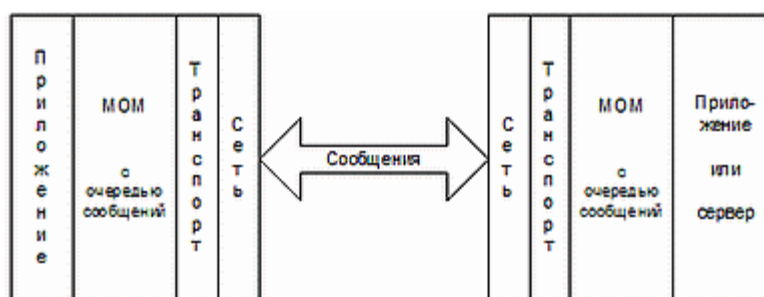 Приложение
МОМ
с
очередью
сообщений
Транспорт
Сеть
Сообщения
Сеть
Транспорт
МОМ
с
очередью
сообщений
Прило-
жение
или
сервер